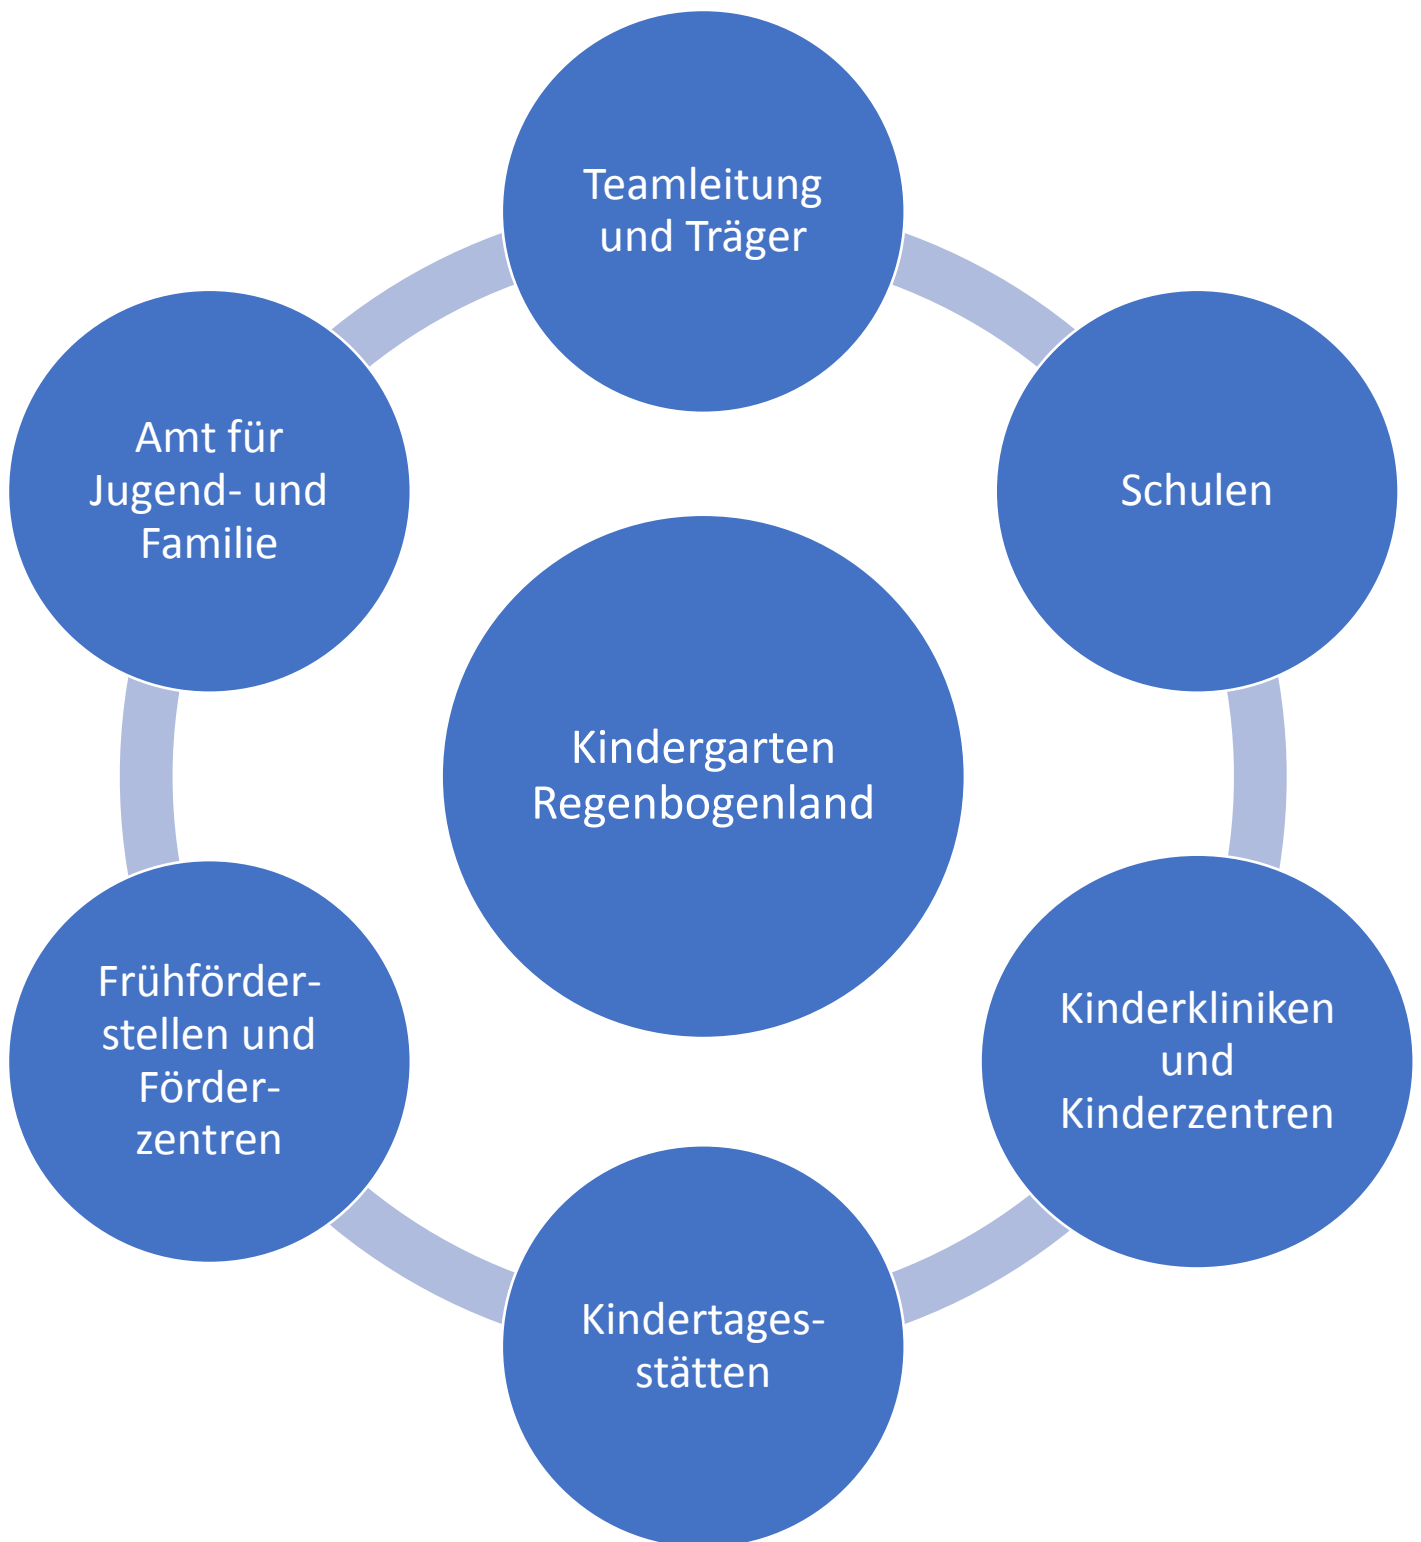 Teamleitung
und Träger
Schulen
Kinderkliniken
und
Kinderzentren
Kindertages-
stätten
Frühförder-
stellen und
Förder-
zentren
Amt für
Jugend- und
Familie
Kindergarten
Regenbogenland